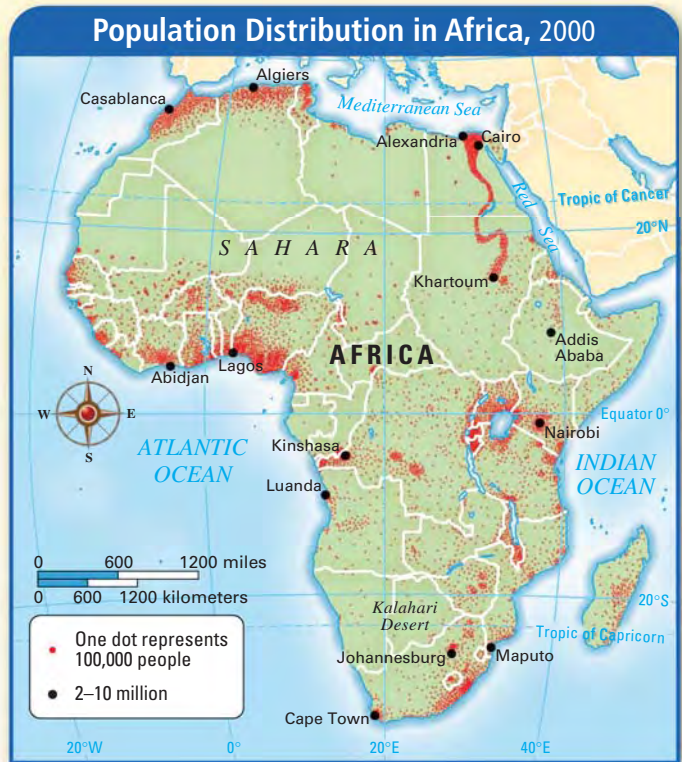 Population Distribution in Africa, 2000
Algiers
Casablanca
Mediterranean Sea
Alexandria
Cairo
Red
Sea
Tropic of Cancer
20°N
SAHARA
Khartoum
AFRICA
Addis
Ababa
Lagos
Abidjan
N
W
E
S
Equator 0°
Nairobi
ATLANTIC
OCEAN
Kinshasa
INDIAN
OCEAN
Luanda
0 600 1200 miles
0 600 1200 kilometers
20°S
Kalahari
Desert
Tropic of Capricorn
One dot represents
100,000 people
2–10 million
Johannesburg
Maputo
Cape Town
20°W
0°
20°E
40°E